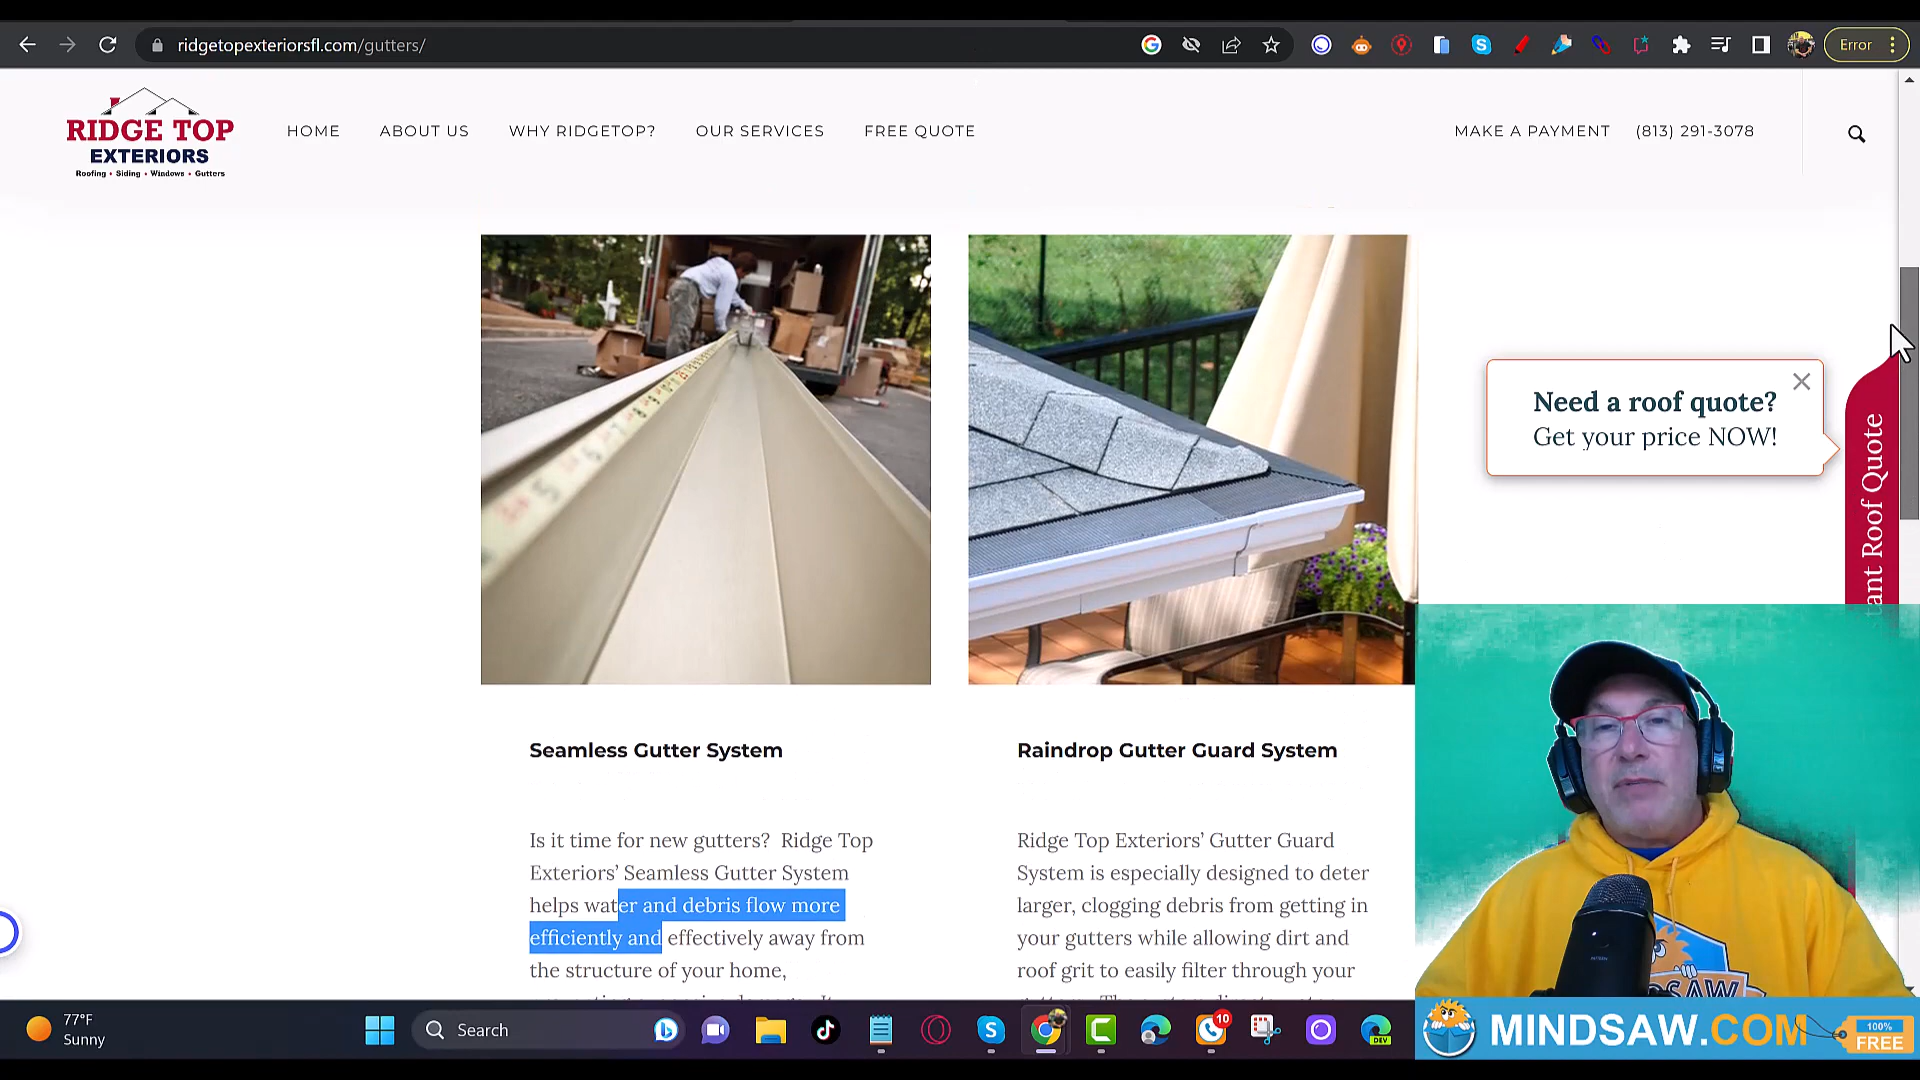 ridgetopexteriorsfl.com/gutters/
Error
RIDGE TOP
EXTERIORS
Roofing • Siding • Windows • Gutters
HOME
ABOUT US
WHY RIDGETOP?
OUR SERVICES
FREE QUOTE
MAKE A PAYMENT
(813) 291-3078
Need a roof quote?
Get your price NOW!
ant Roof Quote
Seamless Gutter System
Is it time for new gutters? Ridge Top
Exteriors’ Seamless Gutter System
helps water and debris flow more
efficiently and effectively away from
the structure of your home,
Raindrop Gutter Guard System
Ridge Top Exteriors’ Gutter Guard
System is especially designed to deter
larger, clogging debris from getting in
your gutters while allowing dirt and
roof grit to easily filter through your
77°F
Sunny
Search
10
DEV
MINDSAW.COM
100%
FREE